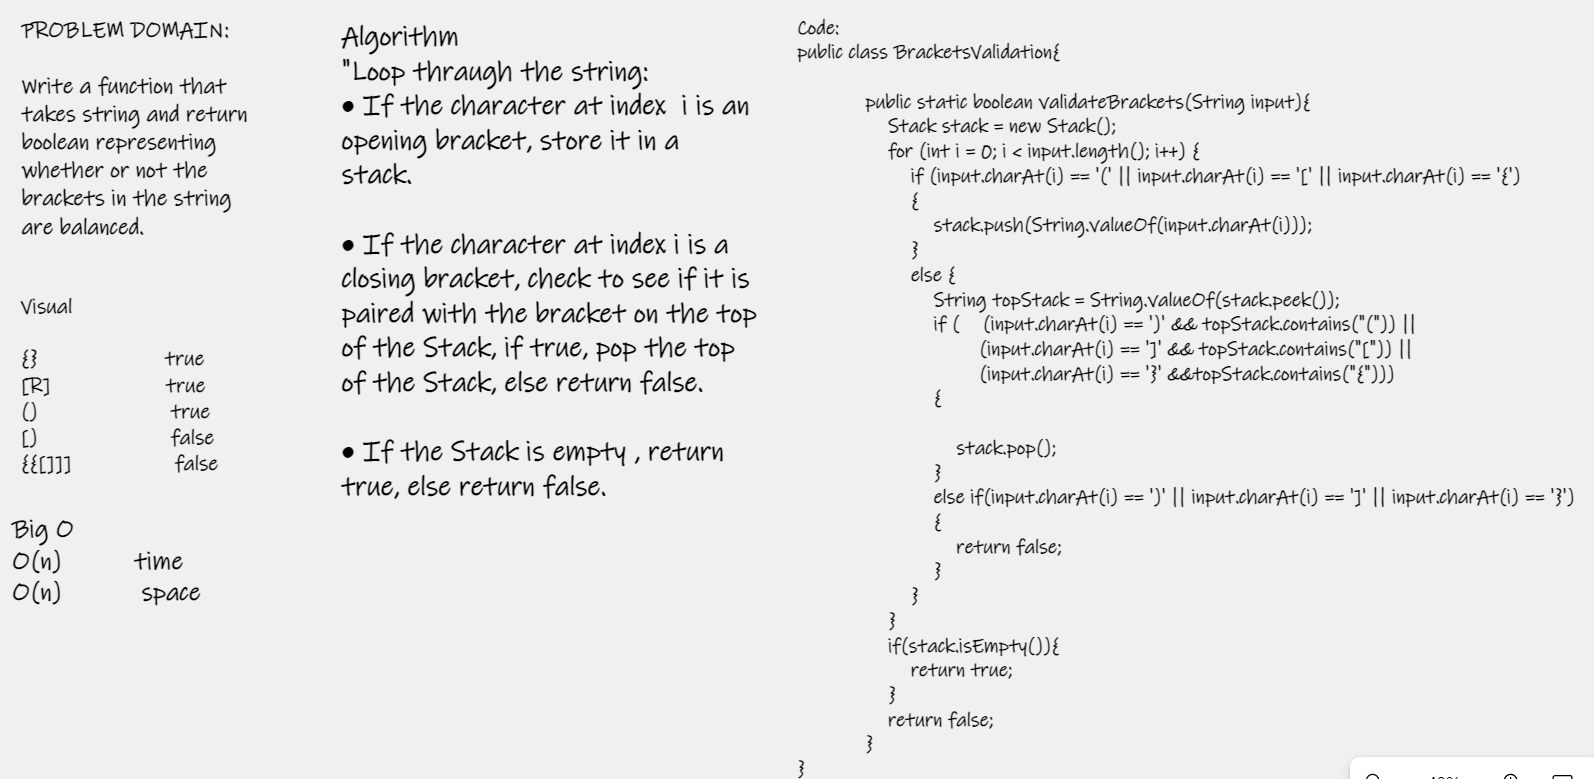 PROBLEM DOMAIN:
Write a function that
takes string and return
boolean representing
whether or not the
brackets in the string
are balanced.
Visual
{} true
[R] true
() true
[) false
{{[]]] false
Big O
O(n) time
O(n) space
Algorithm
"Loop through the string:
• If the character at index i is an
opening bracket, store it in a
stack.
• If the character at index i is a
closing bracket, check to see if it is
paired with the bracket on the top
of the Stack, if true, pop the top
of the Stack, else return false.
• If the Stack is empty , return
true, else return false.
Code:
public class BracketsValidation{
public static boolean validateBrackets(String input){
Stack stack = new Stack();
for (int i = 0; i < input.length(); i++) {
if (input.charAt(i) == '(' || input.charAt(i) == '[' || input.charAt(i) == '{')
{
stack.push(String.valueOf(input.charAt(i)));
}
else {
String topStack = String.valueOf(stack.peek());
if ( (input.charAt(i) == ')' && topStack.contains("(")) ||
(input.charAt(i) == ']' && topStack.contains("[")) ||
(input.charAt(i) == '}' &&topStack.contains("{")))
{
stack.pop();
}
else if(input.charAt(i) == ')' || input.charAt(i) == ']' || input.charAt(i) == '}')
{
return false;
}
}
}
if(stack.isEmpty()){
return true;
}
return false;
}
}